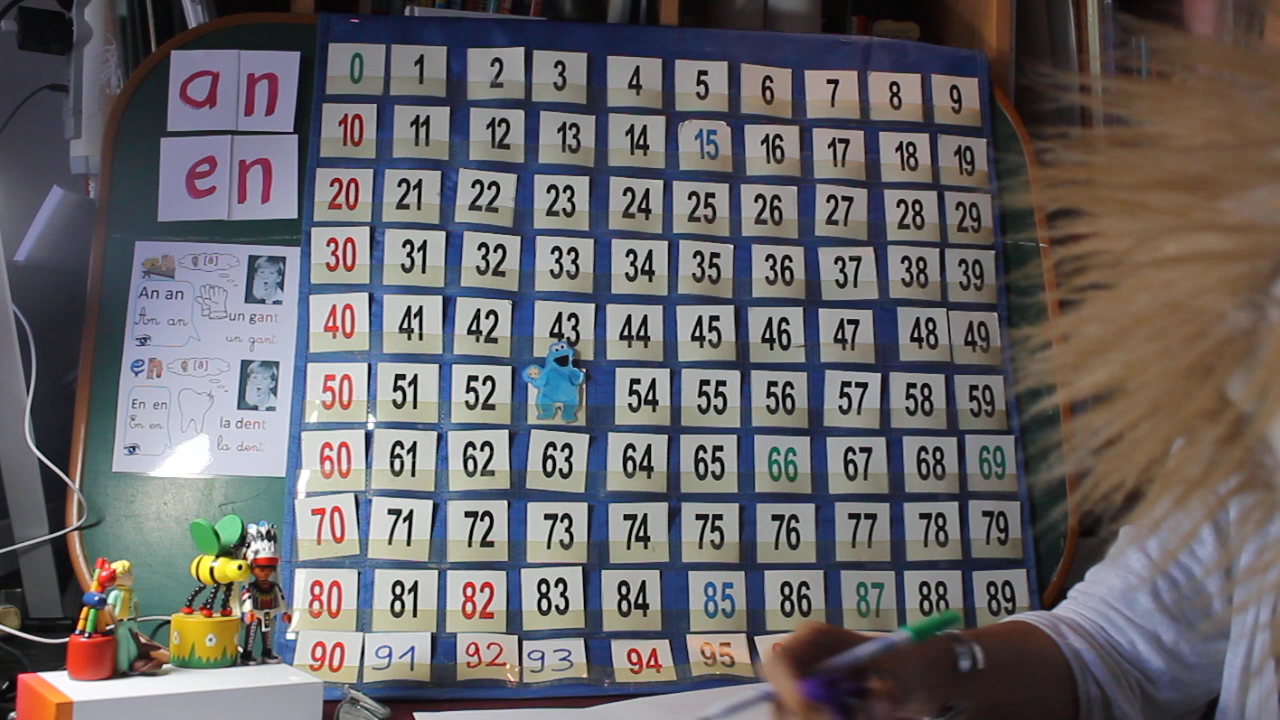 an
en
[ã]
An an
un gant
An an
un gant
[ã]
En en
la dent
En en
la dent
0 1 2 3 4 5 6 7 8 9
10 11 12 13 14 15 16 17 18 19
20 21 22 23 24 25 26 27 28 29
30 31 32 33 34 35 36 37 38 39
40 41 42 43 44 45 46 47 48 49
50 51 52 54 55 56 57 58 59
60 61 62 63 64 65 66 67 68 69
70 71 72 73 74 75 76 77 78 79
80 81 82 83 84 85 86 87 88 89
90 91 92 93 94 95